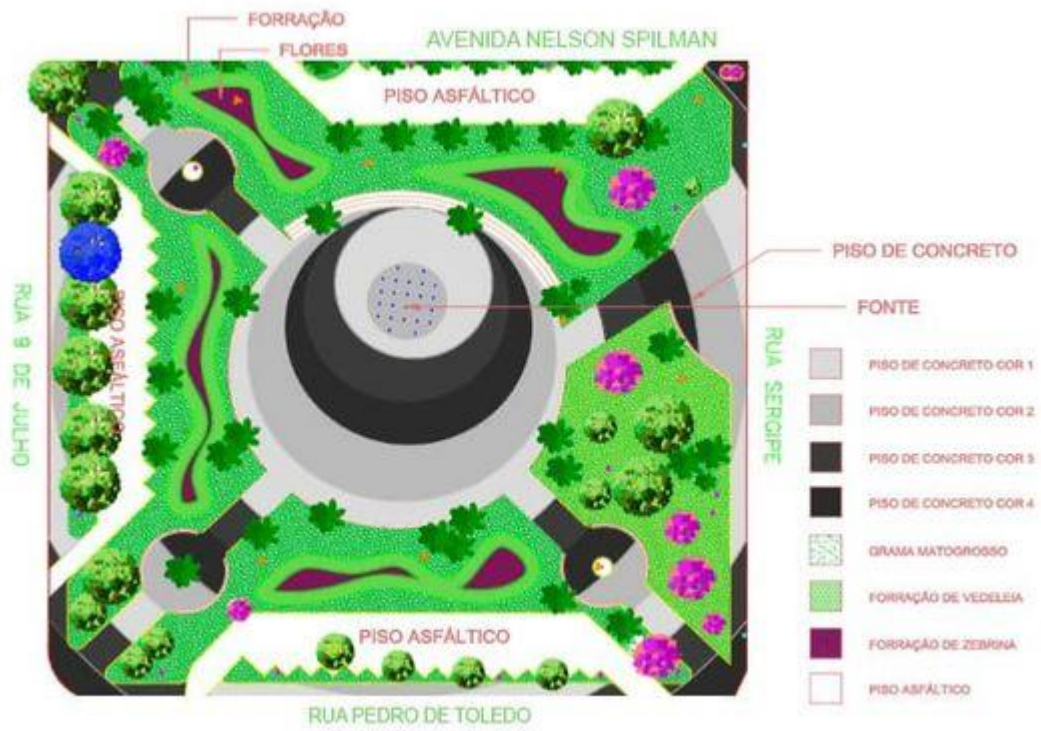 FORRAÇÃO
FLORES
AVENIDA NELSON SPILMAN
PISO ASFÁLTICO
PISO DE CONCRETO
FONTE
RUA 9 DE JULHO
PISO ASFÁLTICO
RUA SERGIPE
PISO DE CONCRETO COR 1
PISO DE CONCRETO COR 2
PISO DE CONCRETO COR 3
PISO DE CONCRETO COR 4
GRAMA MATOGROSSO
FORRAÇÃO DE VEDELEIA
FORRAÇÃO DE ZEBRINA
PISO ASFÁLTICO
PISO ASFÁLTICO
RUA PEDRO DE TOLEDO